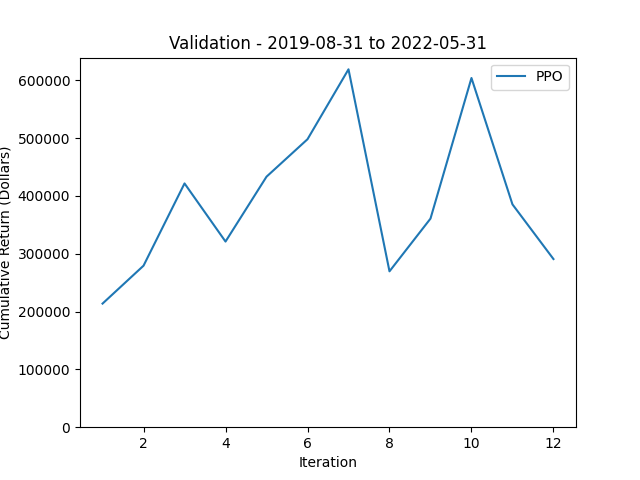 Validation - 2019-08-31 to 2022-05-31
PPO
600000
500000
400000
300000
200000
100000
0
Cumulative Return (Dollars)
2 4 6 8 10 12
Iteration